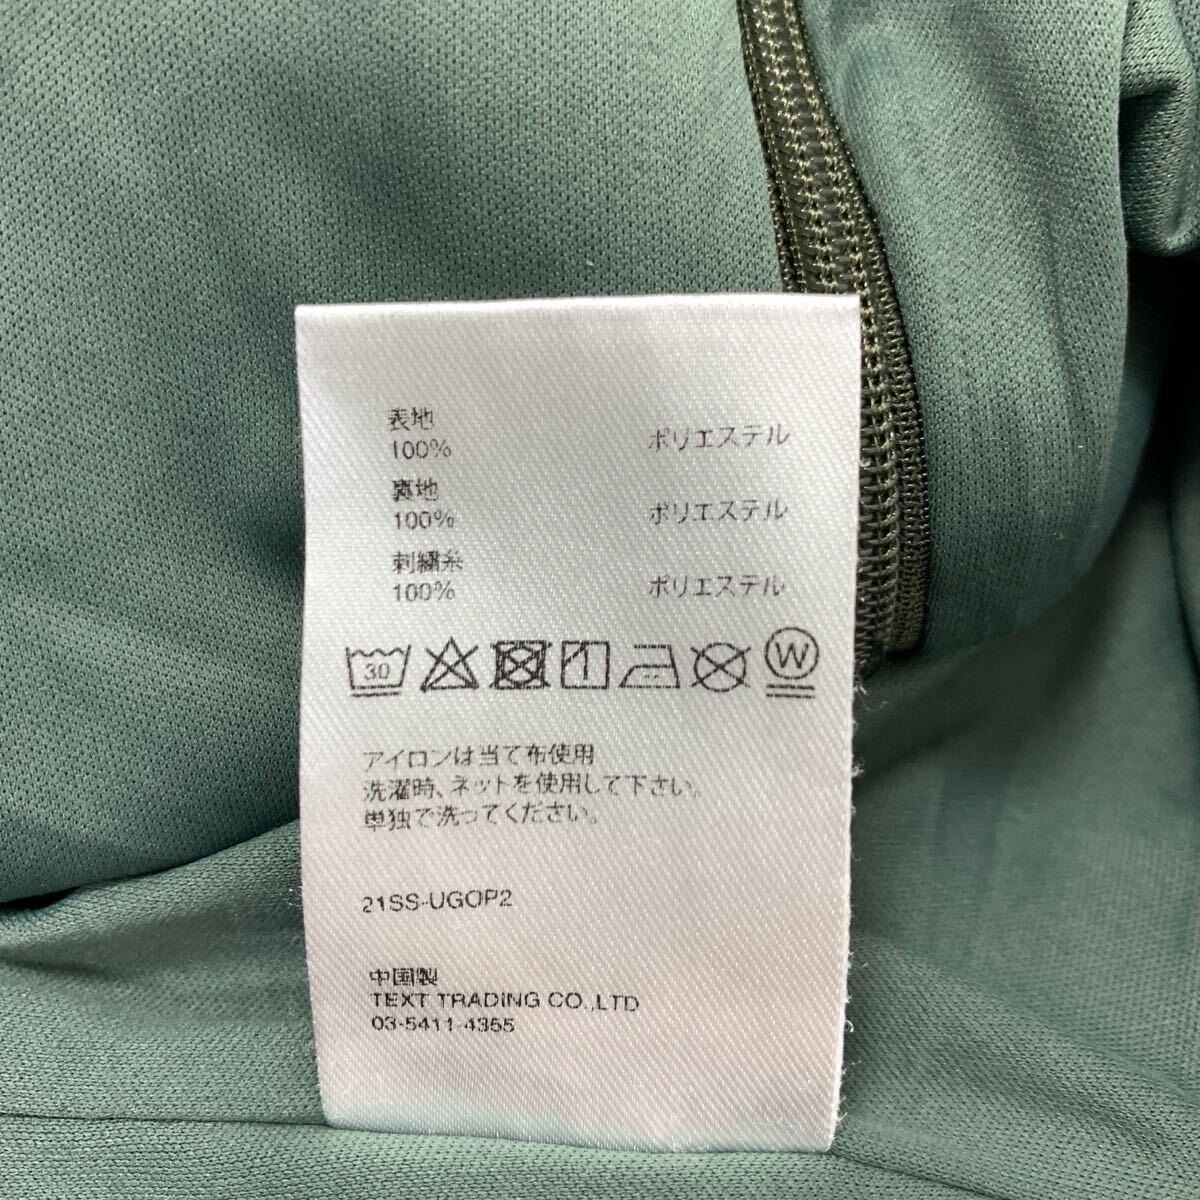 表地
100% ポリエステル
裏地
100% ポリエステル
刺繍糸
100% ポリエステル
30 W
アイロンは当て布使用
洗濯時、ネットを使用して下さい。
単独で洗ってください。
21SS-UGOP2
中国製
TEXT TRADING CO.,LTD
03-5411-4355